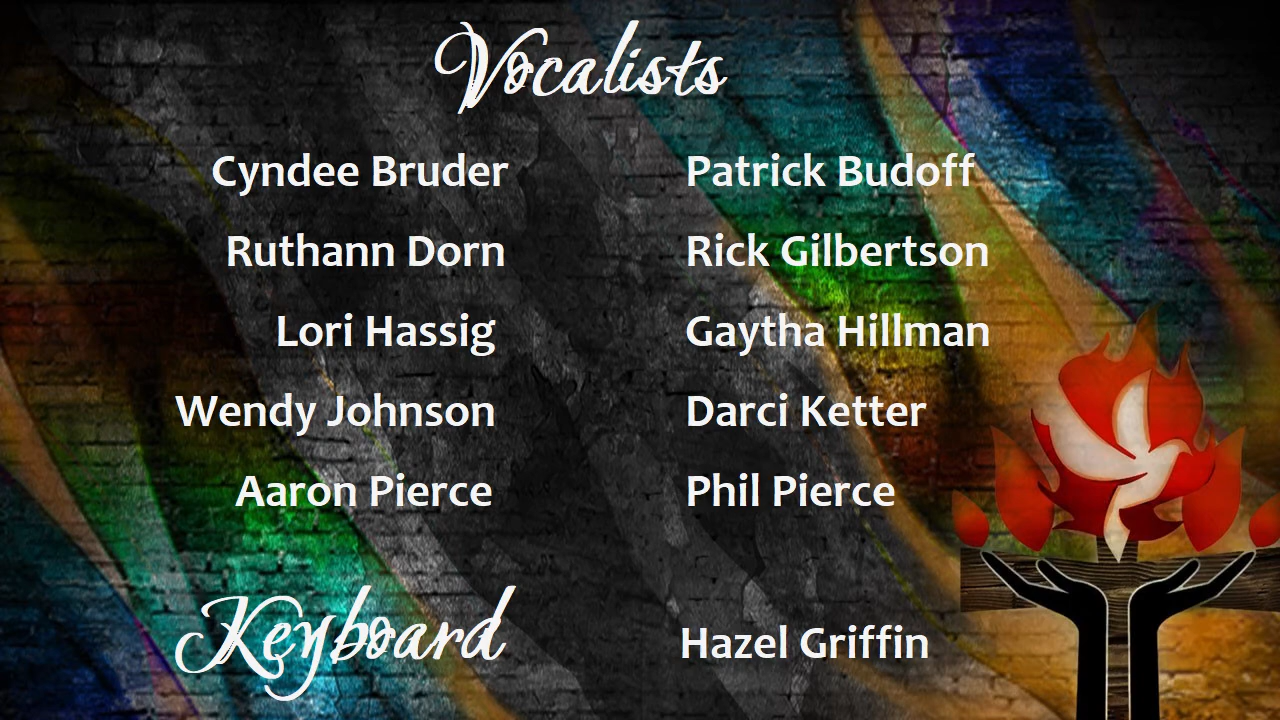 Vocalists
Cyndee Bruder Patrick Budoff
Ruthann Dorn Rick Gilbertson
Lori Hassig Gaytha Hillman
Wendy Johnson Darci Ketter
Aaron Pierce Phil Pierce
Keyboard Hazel Griffin